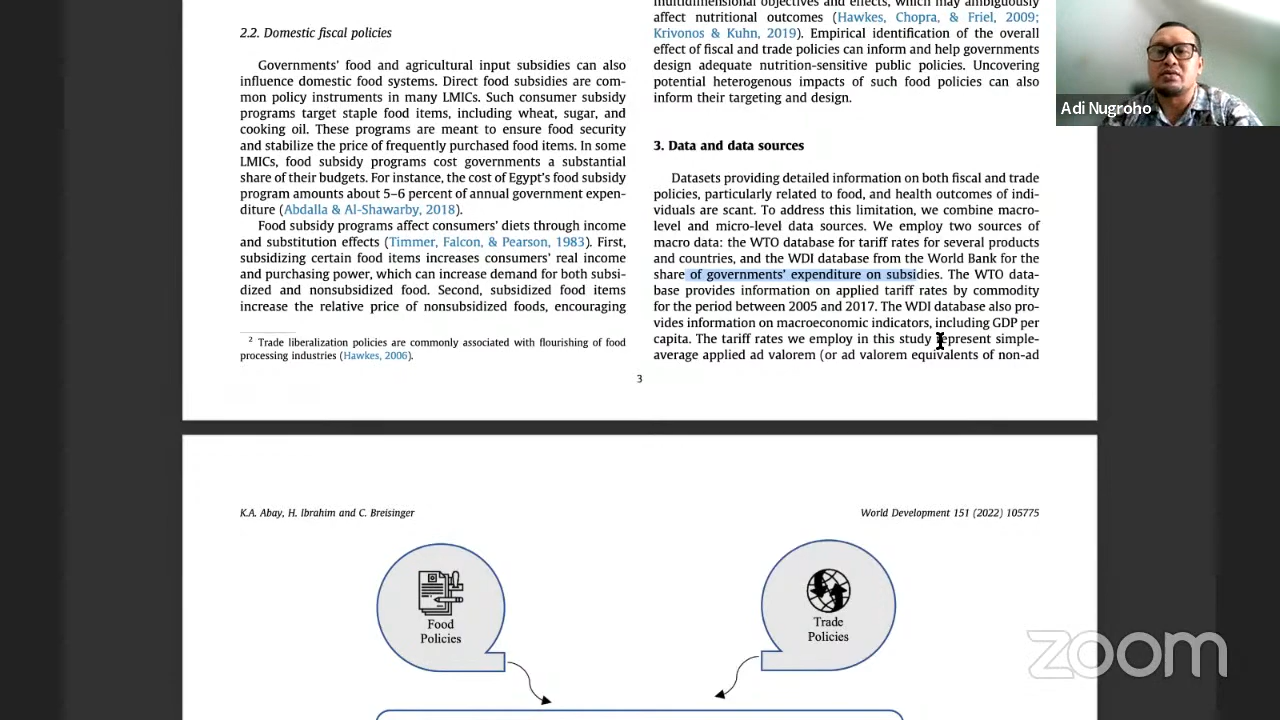 2.2. Domestic fiscal policies
Governments’ food and agricultural input subsidies can also
influence domestic food systems. Direct food subsidies are com-
mon policy instruments in many LMICs. Such consumer subsidy
programs target staple food items, including wheat, sugar, and
cooking oil. These programs are meant to ensure food security
and stabilize the price of frequently purchased food items. In some
LMICs, food subsidy programs cost governments a substantial
share of their budgets. For instance, the cost of Egypt’s food subsidy
program amounts about 5–6 percent of annual government expen-
diture (Abdalla & Al-Shawarby, 2018).
Food subsidy programs affect consumers’ diets through income
and substitution effects (Timmer, Falcon, & Pearson, 1983). First,
subsidizing certain food items increases consumers’ real income
and purchasing power, which can increase demand for both subsi-
dized and nonsubsidized food. Second, subsidized food items
increase the relative price of nonsubsidized foods, encouraging
2 Trade liberalization policies are commonly associated with flourishing of food
processing industries (Hawkes, 2006).
multidimensional objectives and effects, which may ambiguously
affect nutritional outcomes (Hawkes, Chopra, & Friel, 2009;
Krivonos & Kuhn, 2019). Empirical identification of the overall
effect of fiscal and trade policies can inform and help governments
design adequate nutrition-sensitive public policies. Uncovering
potential heterogenous impacts of such food policies can also
inform their targeting and design.
3. Data and data sources
Datasets providing detailed information on both fiscal and trade
policies, particularly related to food, and health outcomes of indi-
viduals are scant. To address this limitation, we combine macro-
level and micro-level data sources. We employ two sources of
macro data: the WTO database for tariff rates for several products
and countries, and the WDI database from the World Bank for the
share of governments’ expenditure on subsidies. The WTO data-
base provides information on applied tariff rates by commodity
for the period between 2005 and 2017. The WDI database also pro-
vides information on macroeconomic indicators, including GDP per
capita. The tariff rates we employ in this study represent simple-
average applied ad valorem (or ad valorem equivalents of non-ad
3
K.A. Abay, H. Ibrahim and C. Breisinger
World Development 151 (2022) 105775
Food
Policies
Trade
Policies
Adi Nugroho
zoom